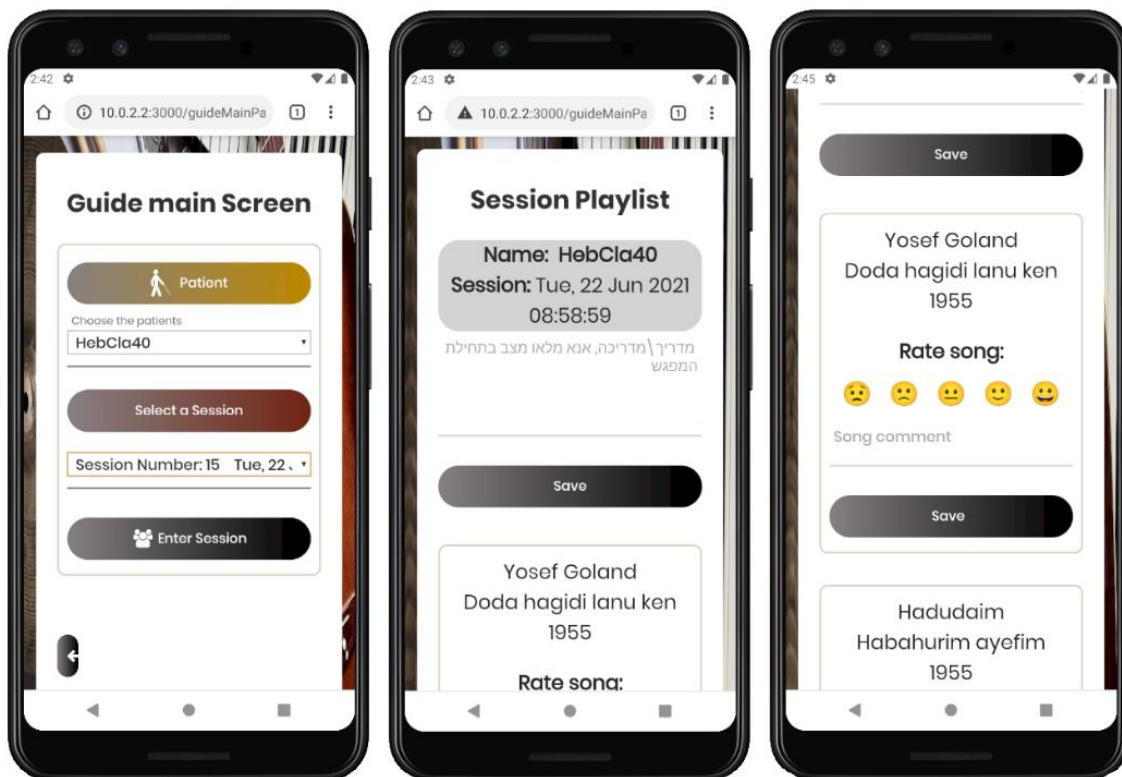 2:42
10.0.2.2:3000/guideMainPa
1
Guide main Screen
Patient
Choose the patients
HebCla40
Select a Session
Session Number: 15 Tue, 22
Enter Session
2:43
10.0.2.2:3000/guideMainPa
1
Session Playlist
Name: HebCla40
Session: Tue, 22 Jun 2021
08:58:59
מדריך\מדריכה, אנא מלאו מצב בתחילת
המפגש
Save
Yosef Goland
Doda hagidi lanu ken
1955
Rate song:
2:45
Save
Yosef Goland
Doda hagidi lanu ken
1955
Rate song:
Song comment
Save
Hadudaim
Habahurim ayefim
1955